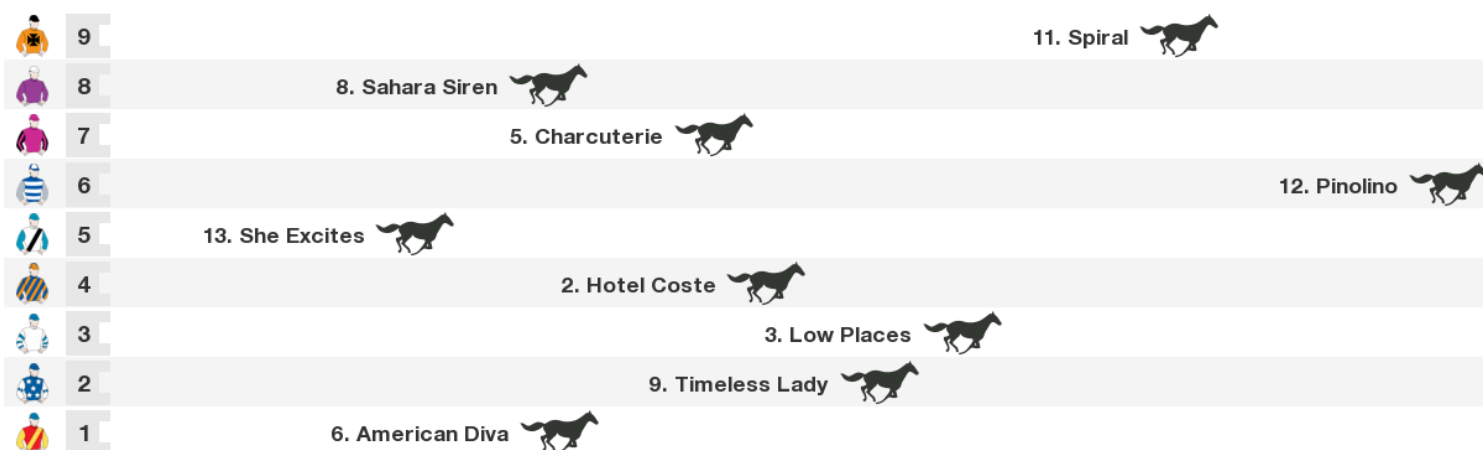 9 11. Spiral
8 8. Sahara Siren
7 5. Charcuterie
6 12. Pinolino
5 13. She Excites
4 2. Hotel Coste
3 3. Low Places
2 9. Timeless Lady
1 6. American Diva